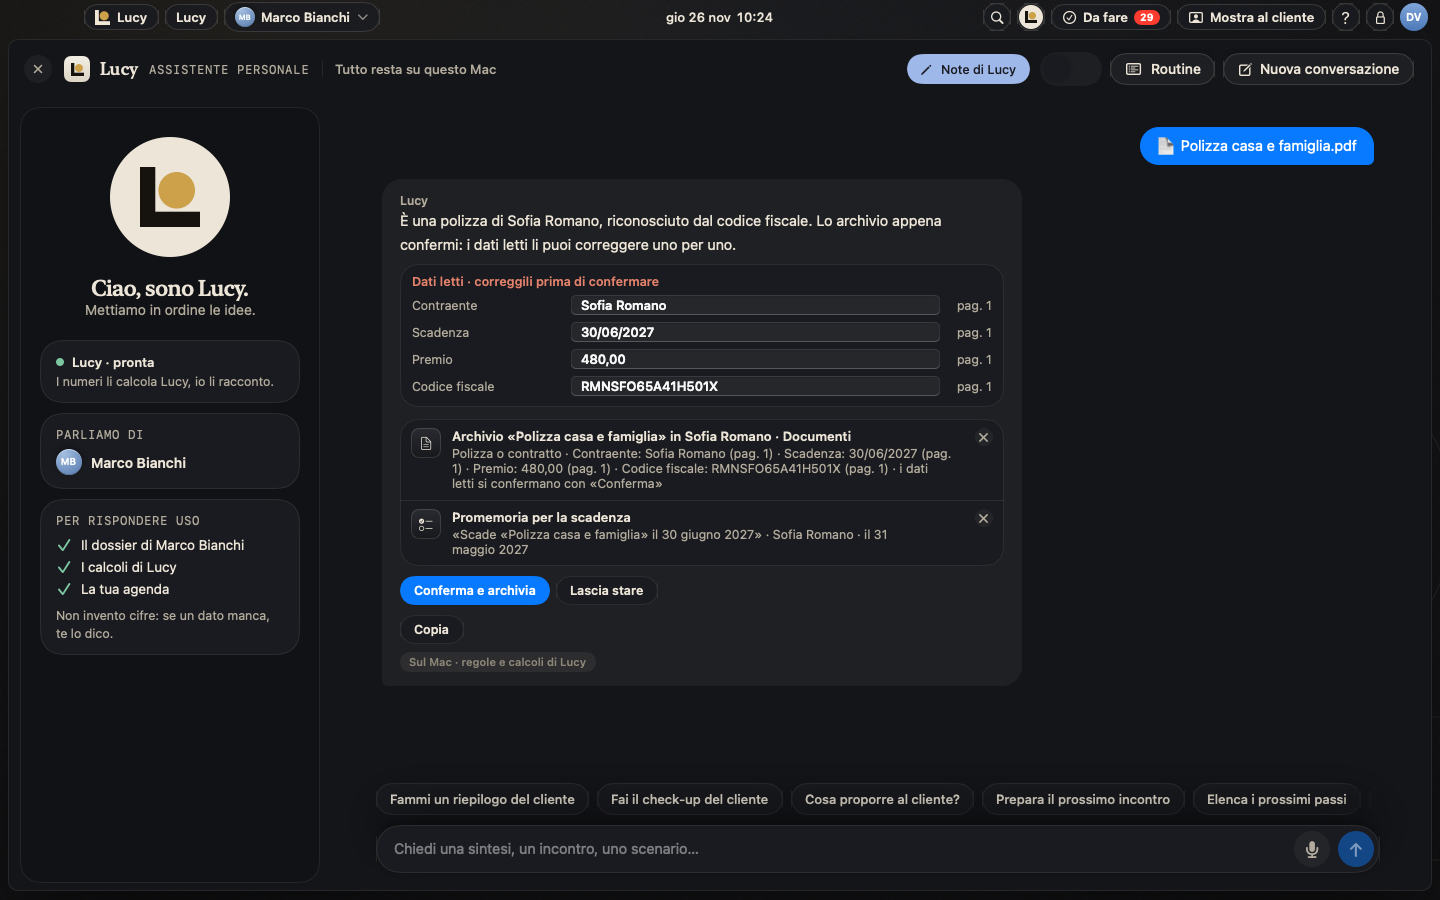 Lucy
Lucy
MB Marco Bianchi
gio 26 nov 10:24
Da fare 29
Mostra al cliente
?
DV
Lucy ASSISTENTE PERSONALE
Tutto resta su questo Mac
Note di Lucy
Routine
Nuova conversazione
Ciao, sono Lucy.
Mettiamo in ordine le idee.
Lucy · pronta
I numeri li calcola Lucy, io li racconto.
PARLIAMO DI
MB Marco Bianchi
PER RISPONDERE USO
Il dossier di Marco Bianchi
I calcoli di Lucy
La tua agenda
Non invento cifre: se un dato manca,
te lo dico.
Polizza casa e famiglia.pdf
Lucy
È una polizza di Sofia Romano, riconosciuto dal codice fiscale. Lo archivio appena
confermi: i dati letti li puoi correggere uno per uno.
Dati letti · correggili prima di confermare
Contraente Sofia Romano pag. 1
Scadenza 30/06/2027 pag. 1
Premio 480,00 pag. 1
Codice fiscale RMNSFO65A41H501X pag. 1
Archivio «Polizza casa e famiglia» in Sofia Romano · Documenti
Polizza o contratto · Contraente: Sofia Romano (pag. 1) · Scadenza: 30/06/2027 (pag.
1) · Premio: 480,00 (pag. 1) · Codice fiscale: RMNSFO65A41H501X (pag. 1) · i dati
letti si confermano con «Conferma»
Promemoria per la scadenza
«Scade «Polizza casa e famiglia» il 30 giugno 2027» · Sofia Romano · il 31
maggio 2027
Conferma e archivia
Lascia stare
Copia
Sul Mac · regole e calcoli di Lucy
Fammi un riepilogo del cliente
Fai il check-up del cliente
Cosa proporre al cliente?
Prepara il prossimo incontro
Elenca i prossimi passi
Chiedi una sintesi, un incontro, uno scenario...